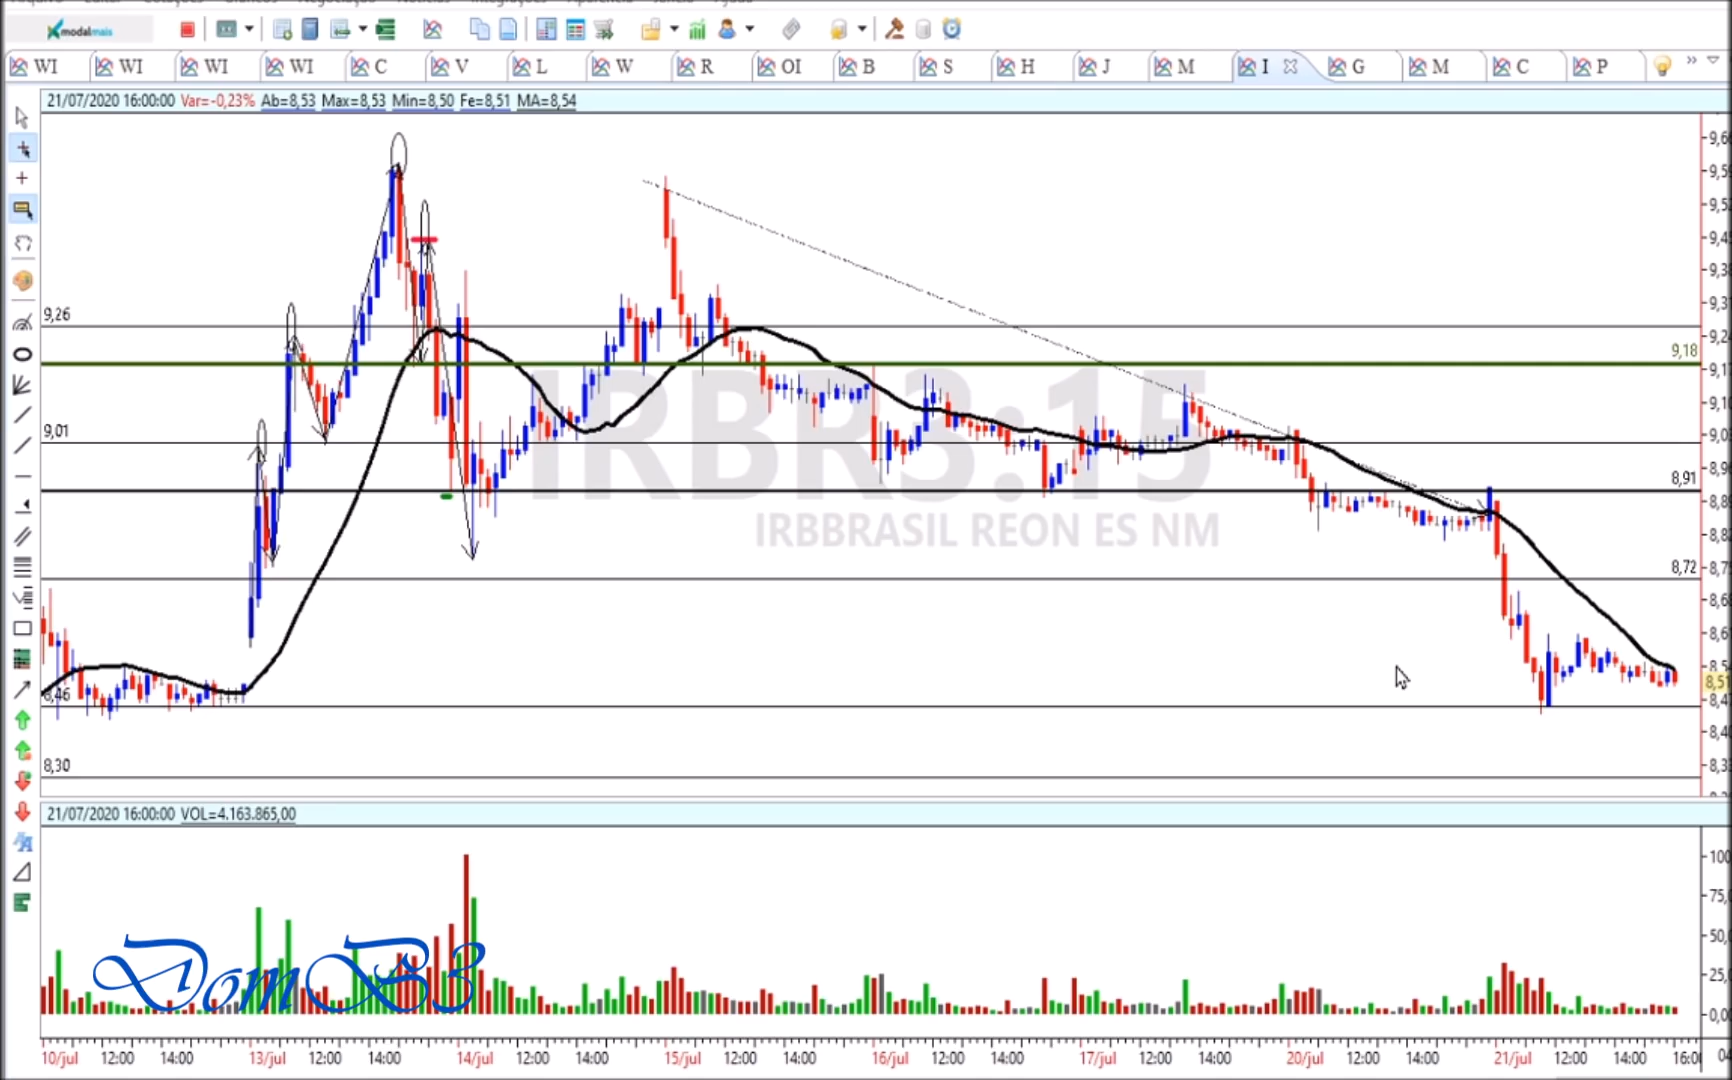 modalmais
WI WI WI WI C V L W R OI B S H J M I G M C P
21/07/2020 16:00:00 Var=-0,23% Ab=8,53 Max=8,53 Min=8,50 Fe=8,51 MA=8,54
9,26
9,18
9,01
8,91
8,72
8,46
8,30
8,51
IRBR3:15
IRBBRASIL REON ES NM
21/07/2020 16:00:00 VOL=4.163.865,00
DomB3
10/jul 12:00 14:00 13/jul 12:00 14:00 14/jul 12:00 14:00 15/jul 12:00 14:00 16/jul 12:00 14:00 17/jul 12:00 14:00 20/jul 12:00 14:00 21/jul 12:00 14:00